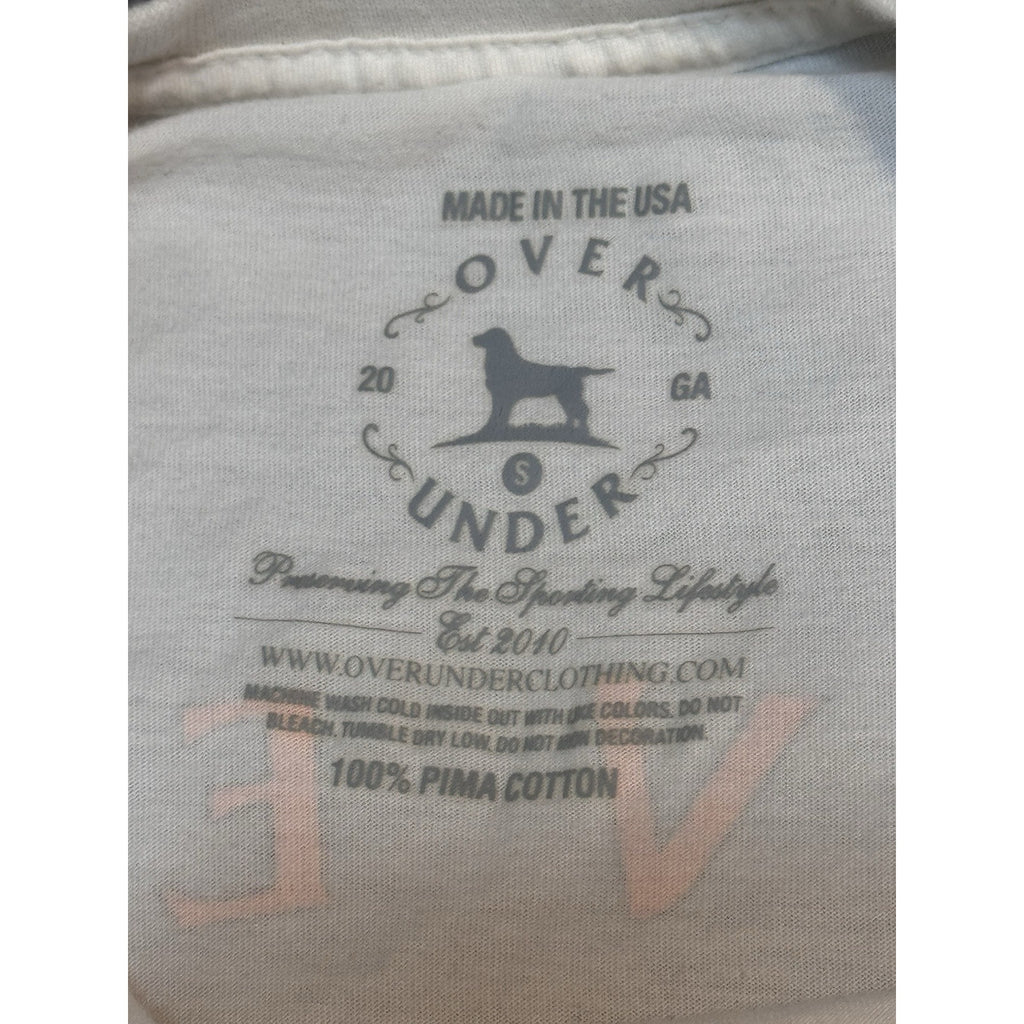 MADE IN THE USA
OVER
20 GA
S
UNDER
Preserving The Sporting Lifestyle
Est 2010
WWW.OVERUNDERCLOTHING.COM
MACHINE WASH COLD INSIDE OUT WITH LIKE COLORS. DO NOT
BLEACH. TUMBLE DRY LOW. DO NOT IRON DECORATION.
100% PIMA COTTON